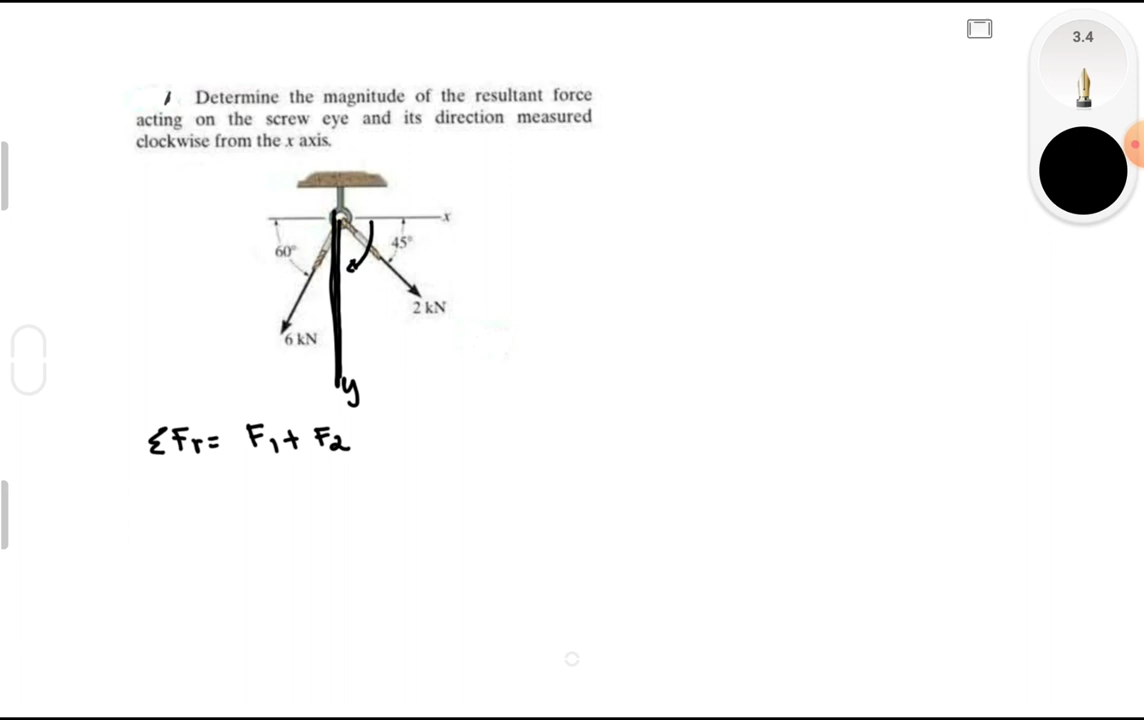 3.4
1 Determine the magnitude of the resultant force
acting on the screw eye and its direction measured
clockwise from the x axis.
x
60°
45°
2 kN
6 kN
y
ΣFr= F1+ F2